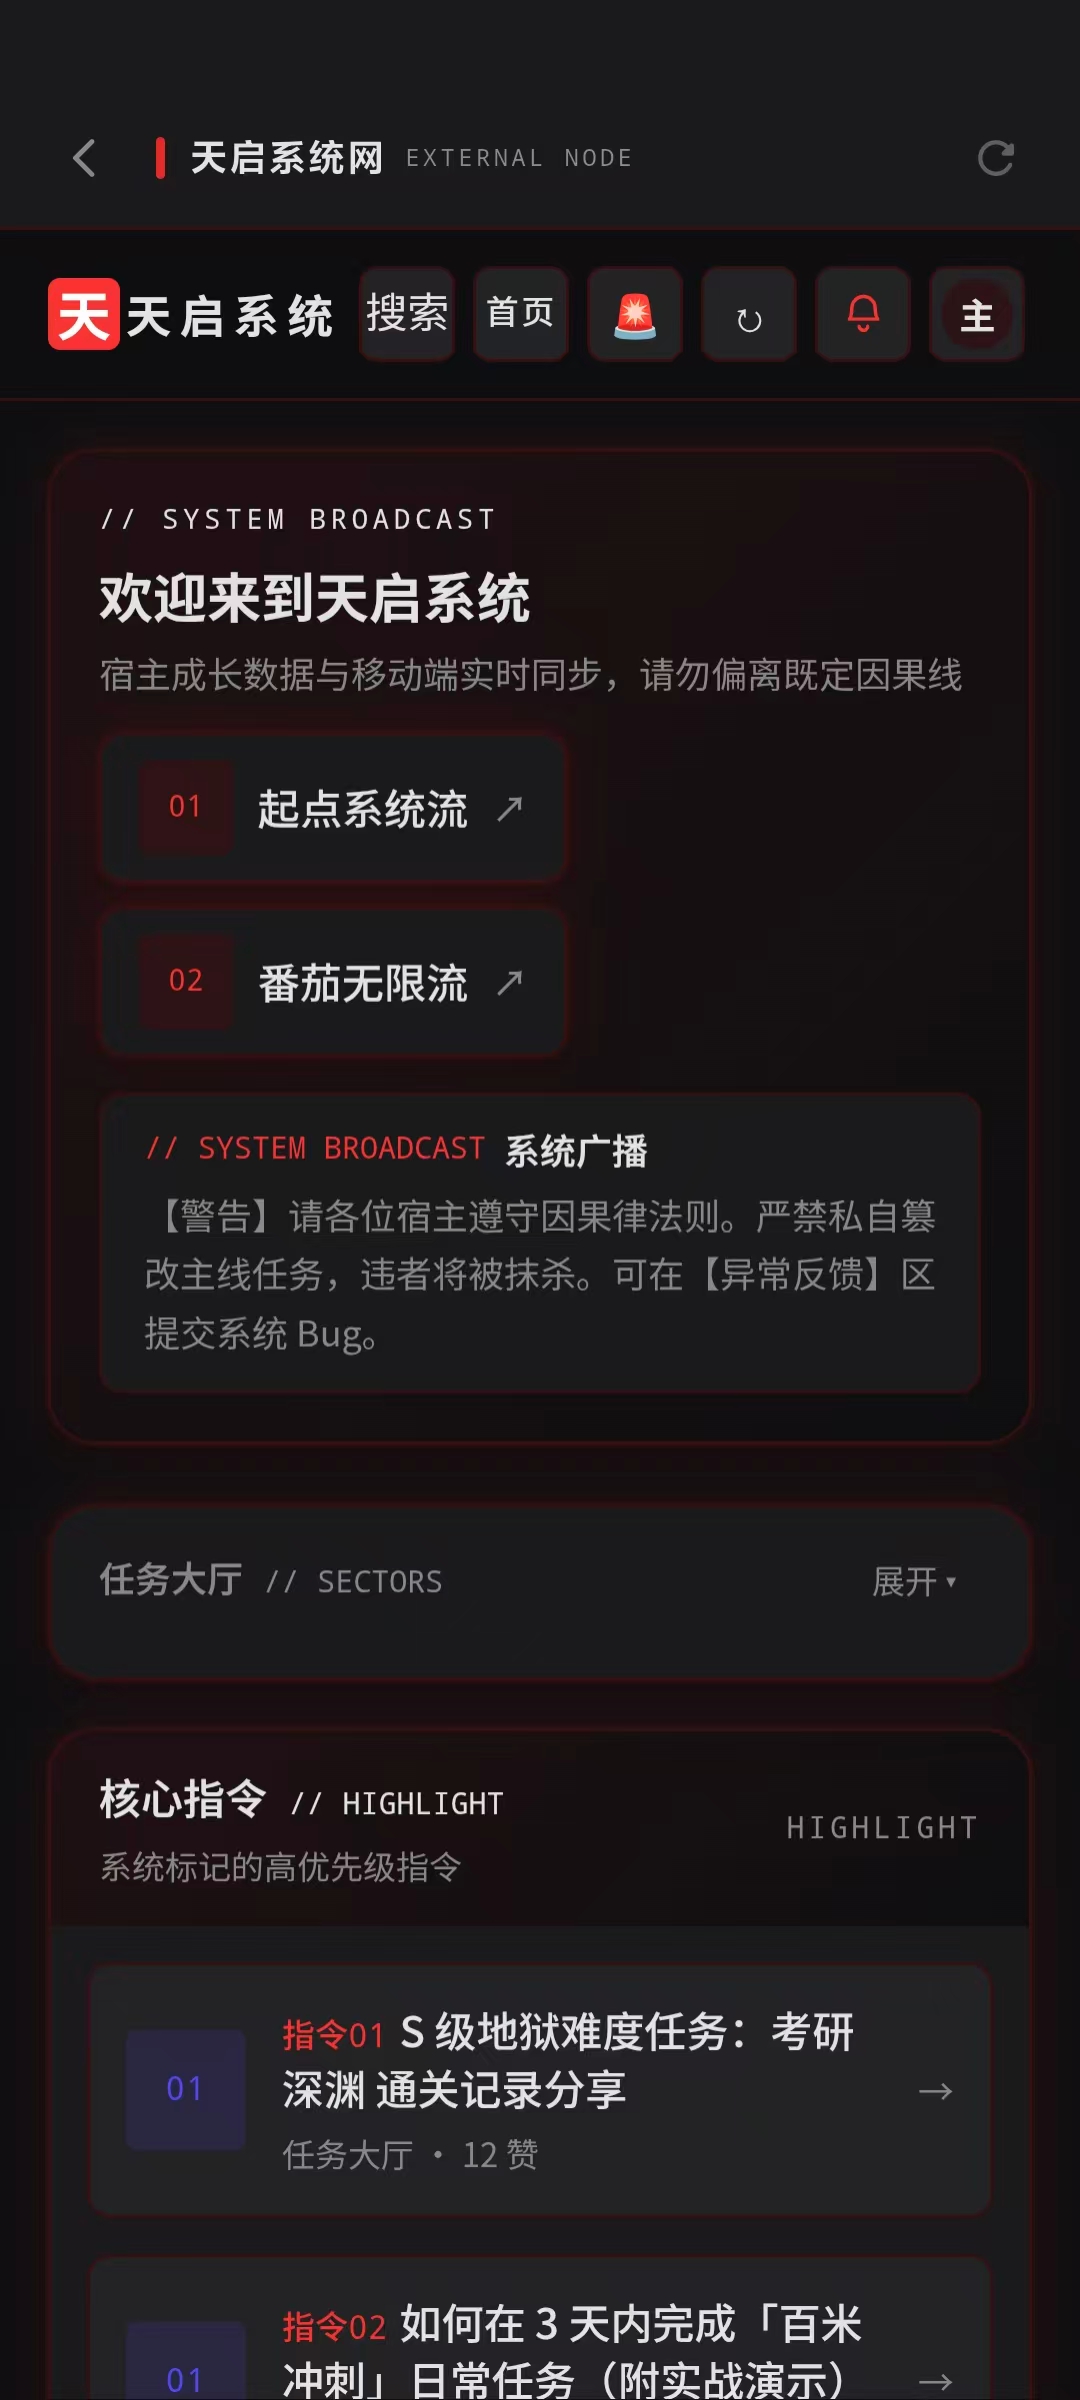 天启系统网 EXTERNAL NODE
天 天启系统 搜索 首页 主
// SYSTEM BROADCAST
欢迎来到天启系统
宿主成长数据与移动端实时同步，请勿偏离既定因果线
01 起点系统流 ↗
02 番茄无限流 ↗
// SYSTEM BROADCAST 系统广播
【警告】请各位宿主遵守因果律法则。严禁私自篡
改主线任务，违者将被抹杀。可在【异常反馈】区
提交系统 Bug。
任务大厅 // SECTORS 展开 ▾
核心指令 // HIGHLIGHT
HIGHLIGHT
系统标记的高优先级指令
01
指令01 S 级地狱难度任务：考研
深渊 通关记录分享 →
任务大厅 • 12 赞
01
指令02 如何在 3 天内完成「百米
冲刺」日常任务（附实战演示） →